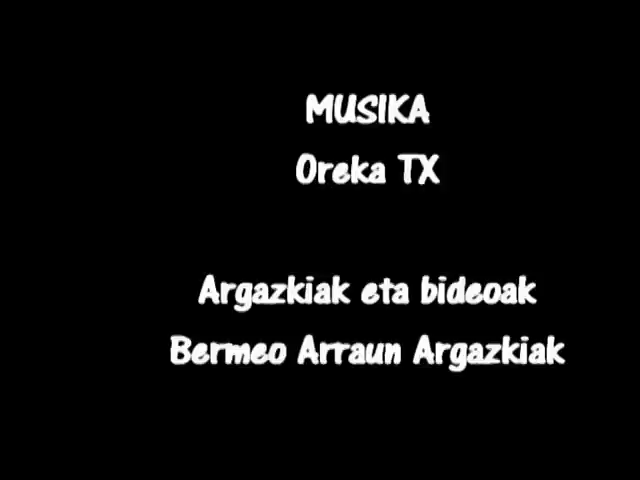 MUSIKA
Oreka TX
Argazkiak eta bideoak
Bermeo Arraun Argazkiak